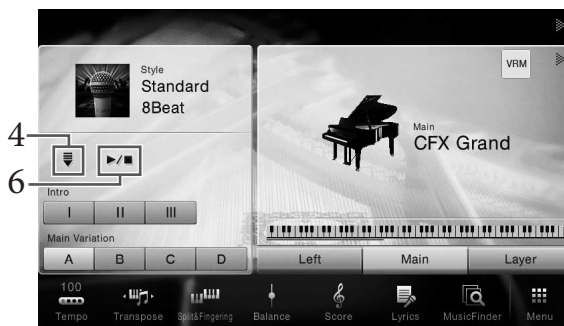 Style
Standard
8Beat
VRM
Main
CFX Grand
4
6
Intro
I II III
Main Variation
A B C D
Left Main Layer
100
Tempo Transpose Split&Fingering Balance Score Lyrics MusicFinder Menu